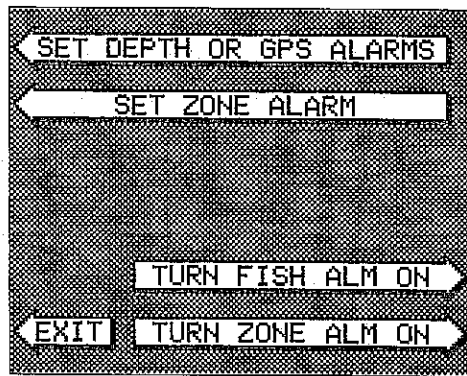 SET DEPTH OR GPS ALARMS
SET ZONE ALARM
TURN FISH ALM ON
EXIT TURN ZONE ALM ON